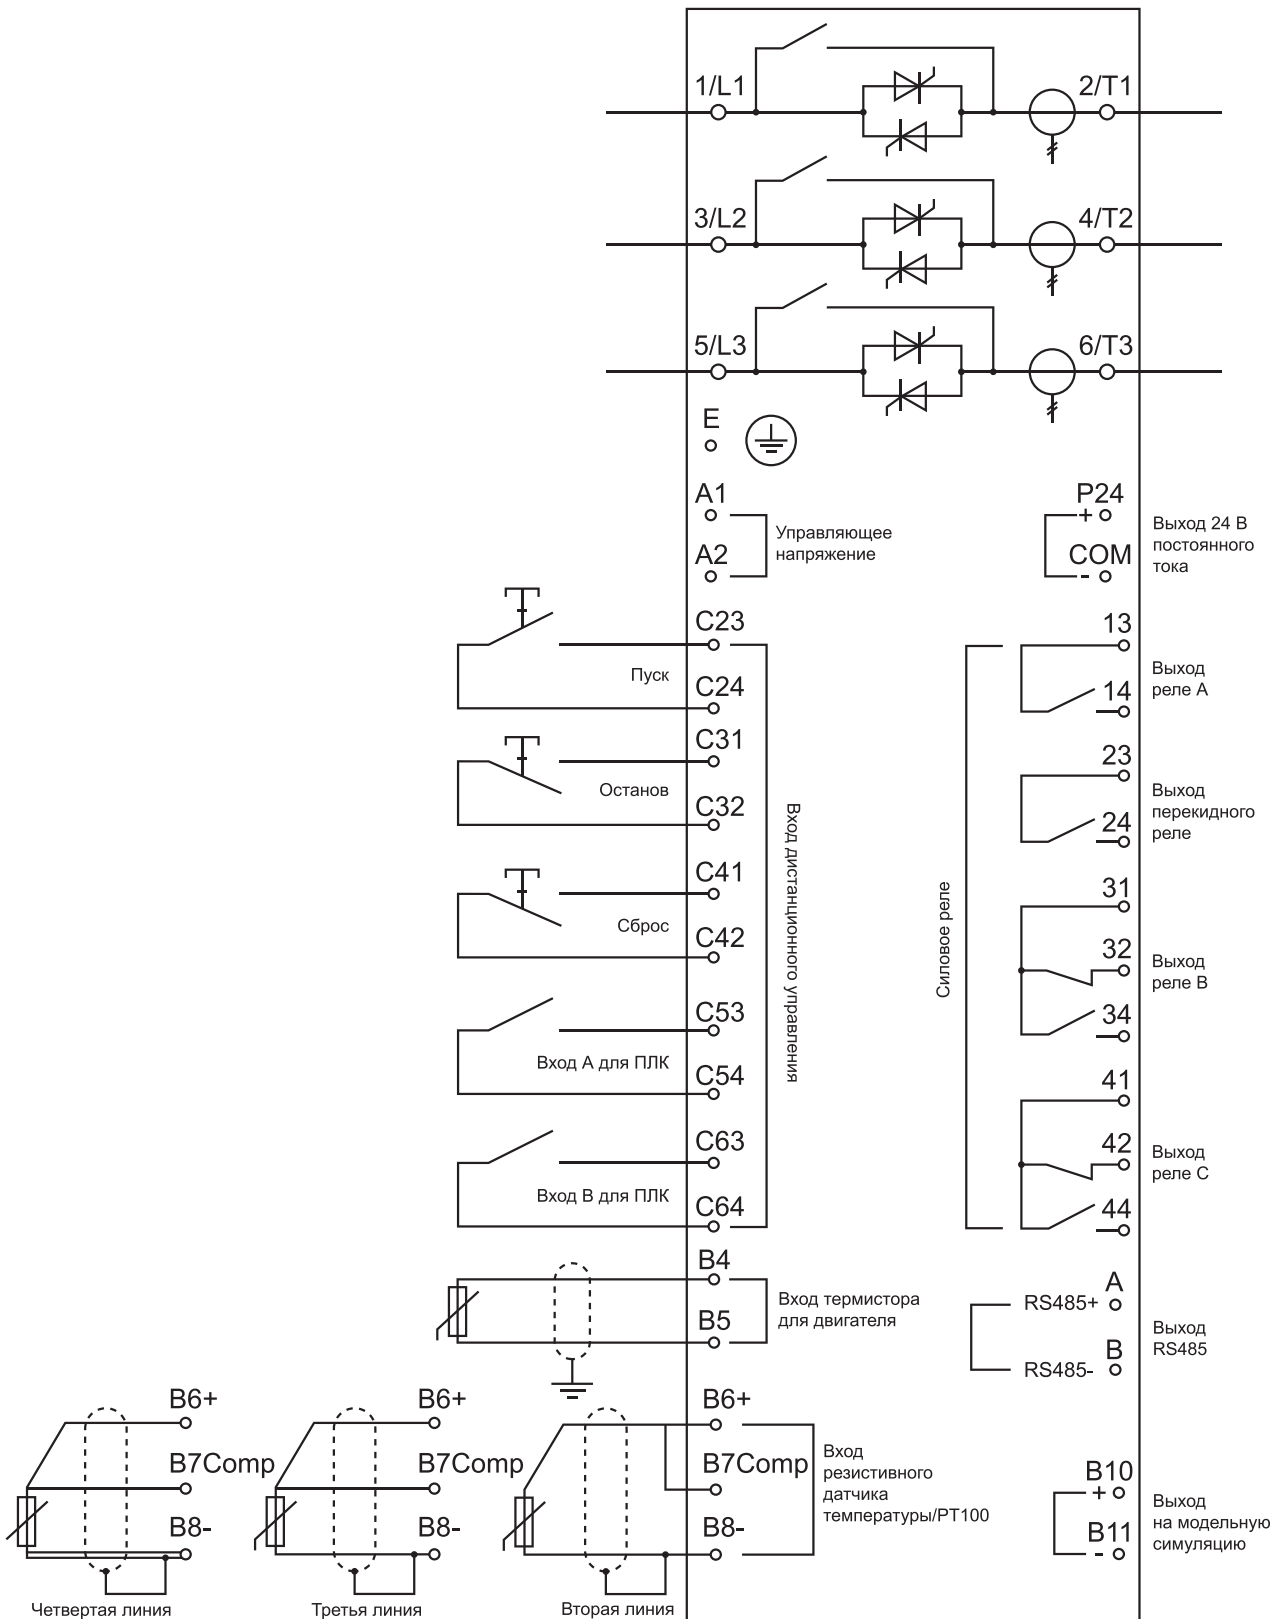 1/L1
2/T1
3/L2
4/T2
5/L3
6/T3
E
A1
A2
Управляющее
напряжение
P24
+
COM
-
Выход 24 В
постоянного
тока
C23
Пуск
C24
C31
Останов
C32
C41
Сброс
C42
C53
Вход А для ПЛК
C54
C63
Вход В для ПЛК
C64
Вход дистанционного управления
Силовое реле
13
14
Выход
реле А
23
24
Выход
перекидного
реле
31
32
34
Выход
реле В
41
42
44
Выход
реле С
B4
B5
Вход термистора
для двигателя
A
RS485+
B
RS485-
Выход
RS485
B6+
B7Comp
B8-
Четвертая линия
B6+
B7Comp
B8-
Третья линия
B6+
B7Comp
B8-
Вторая линия
Вход
резистивного
датчика
температуры/PT100
B10
+
B11
-
Выход
на модельную
симуляцию